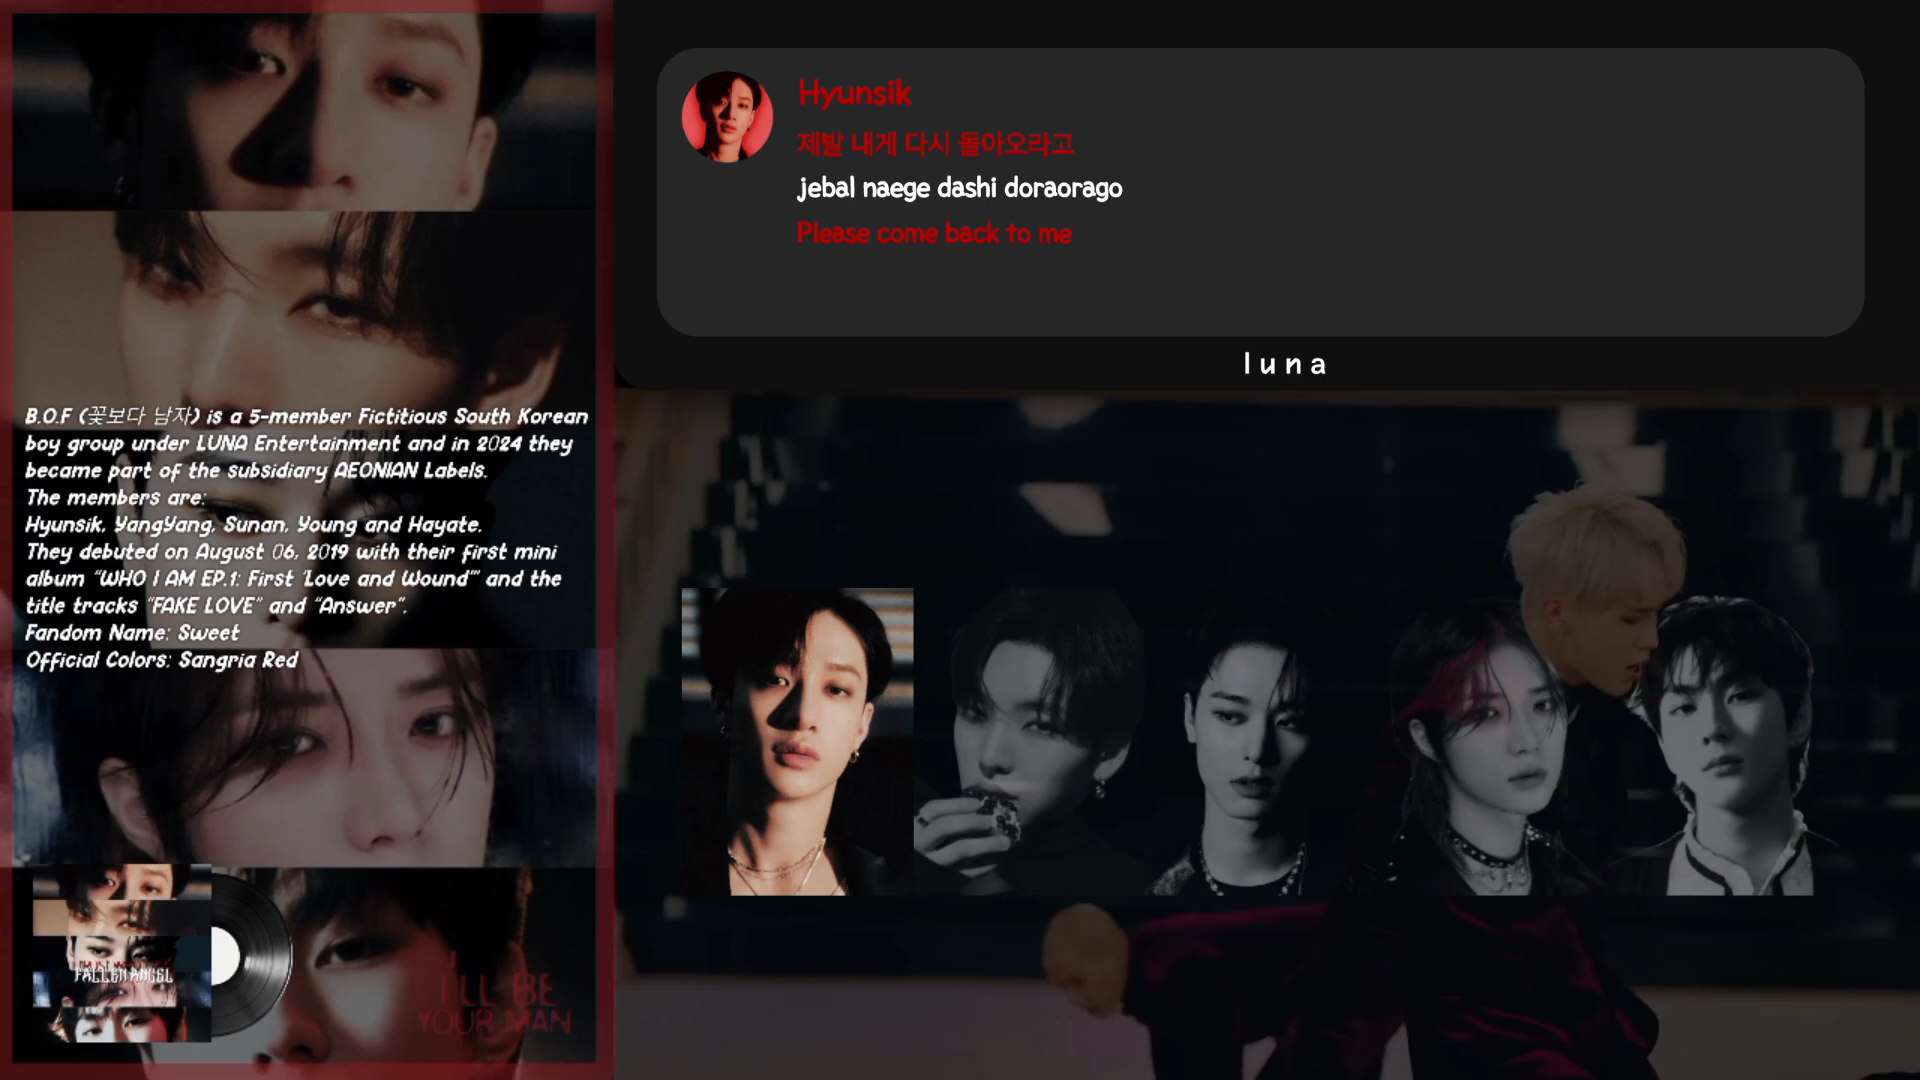 Hyunsik
제발 내게 다시 돌아오라고
jebal naege dashi doraorago
Please come back to me
luna
B.O.F (꽃보다 남자) is a 5-member Fictitious South Korean
boy group under LUNA Entertainment and in 2024 they
became part of the subsidiary AEONIAN Labels.
The members are:
Hyunsik, YangYang, Sunan, Young and Hayate.
They debuted on August 06, 2019 with their first mini
album "WHO I AM EP.1: First 'Love and Wound'" and the
title tracks "FAKE LOVE" and "Answer".
Fandom Name: Sweet
Official Colors: Sangria Red
FALLEN ANGEL
I'LL BE
YOUR MAN